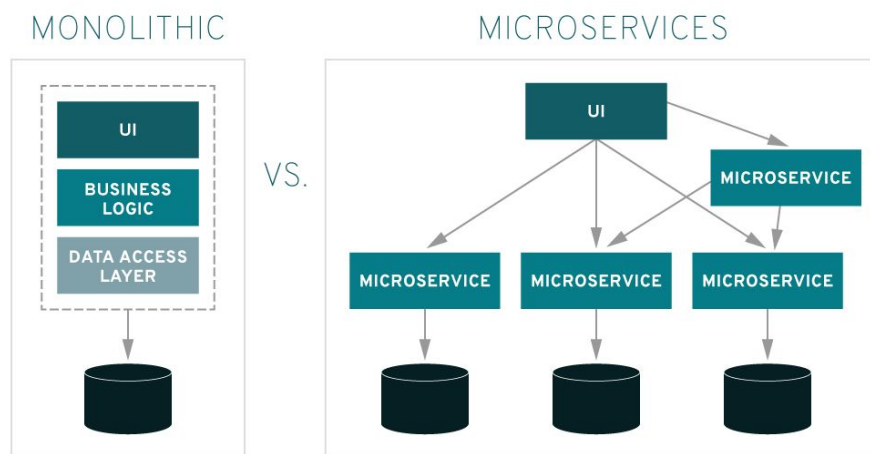 MONOLITHIC
UI
BUSINESS
LOGIC
DATA ACCESS
LAYER
VS.
MICROSERVICES
UI
MICROSERVICE
MICROSERVICE
MICROSERVICE
MICROSERVICE